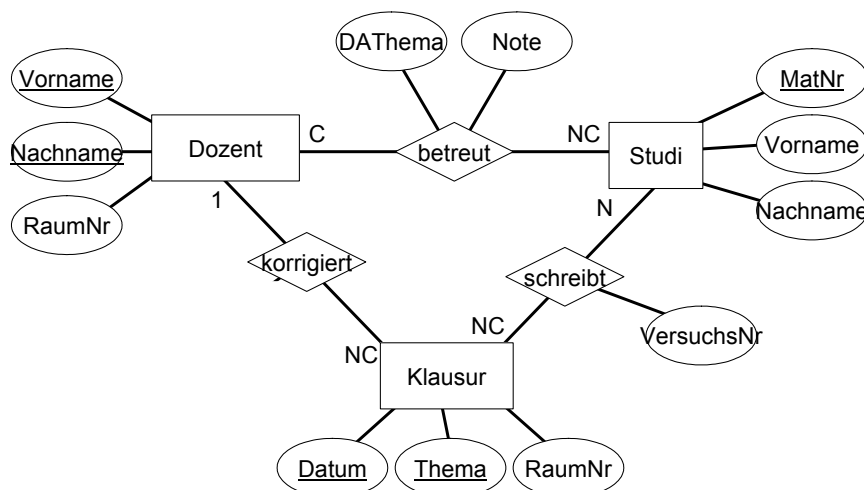 DAThema
Note
Vorname
MatNr
Dozent
C
betreut
NC
Studi
Nachname
Vorname
RaumNr
1
N
Nachname
korrigiert
schreibt
NC
NC
VersuchsNr
Klausur
Datum
Thema
RaumNr